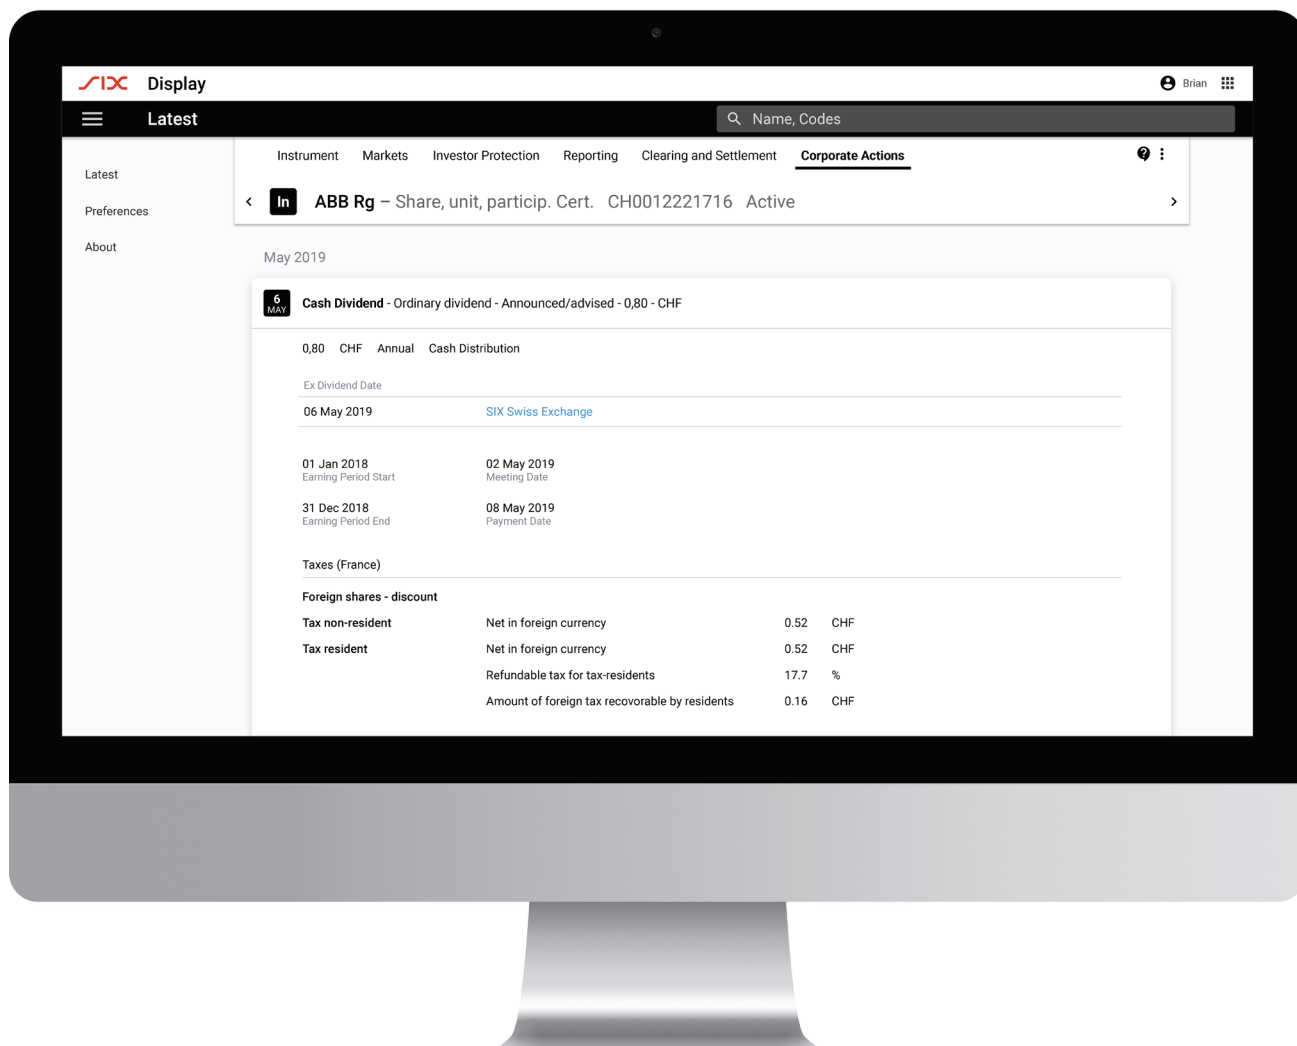 SIX Display
Brian
Latest
Name, Codes
Latest
Preferences
About
Instrument Markets Investor Protection Reporting Clearing and Settlement Corporate Actions
In ABB Rg – Share, unit, particip. Cert. CH0012221716 Active
May 2019
6 MAY
Cash Dividend - Ordinary dividend - Announced/advised - 0,80 - CHF
0,80 CHF Annual Cash Distribution
Ex Dividend Date
06 May 2019 SIX Swiss Exchange
01 Jan 2018 02 May 2019
Earning Period Start Meeting Date
31 Dec 2018 08 May 2019
Earning Period End Payment Date
Taxes (France)
Foreign shares - discount
Tax non-resident Net in foreign currency 0.52 CHF
Tax resident Net in foreign currency 0.52 CHF
Refundable tax for tax-residents 17.7 %
Amount of foreign tax recovorable by residents 0.16 CHF